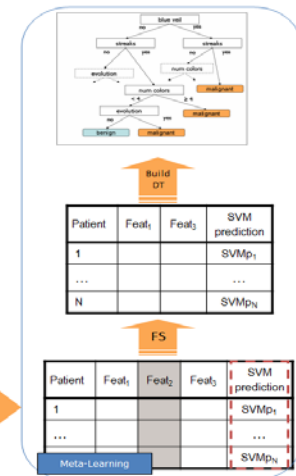 blue veil
no yes
streaks streaks
no yes no yes
evolution num colors
num colors malignant
< 4 ≥ 4
evolution malignant
no yes
benign malignant
Build
DT
Patient Feat1 Feat3 SVM prediction
1 SVMp1
... ...
N SVMpN
FS
Patient Feat1 Feat2 Feat3 SVM prediction
1 SVMp1
... ...
SVMpN
Meta-Learning